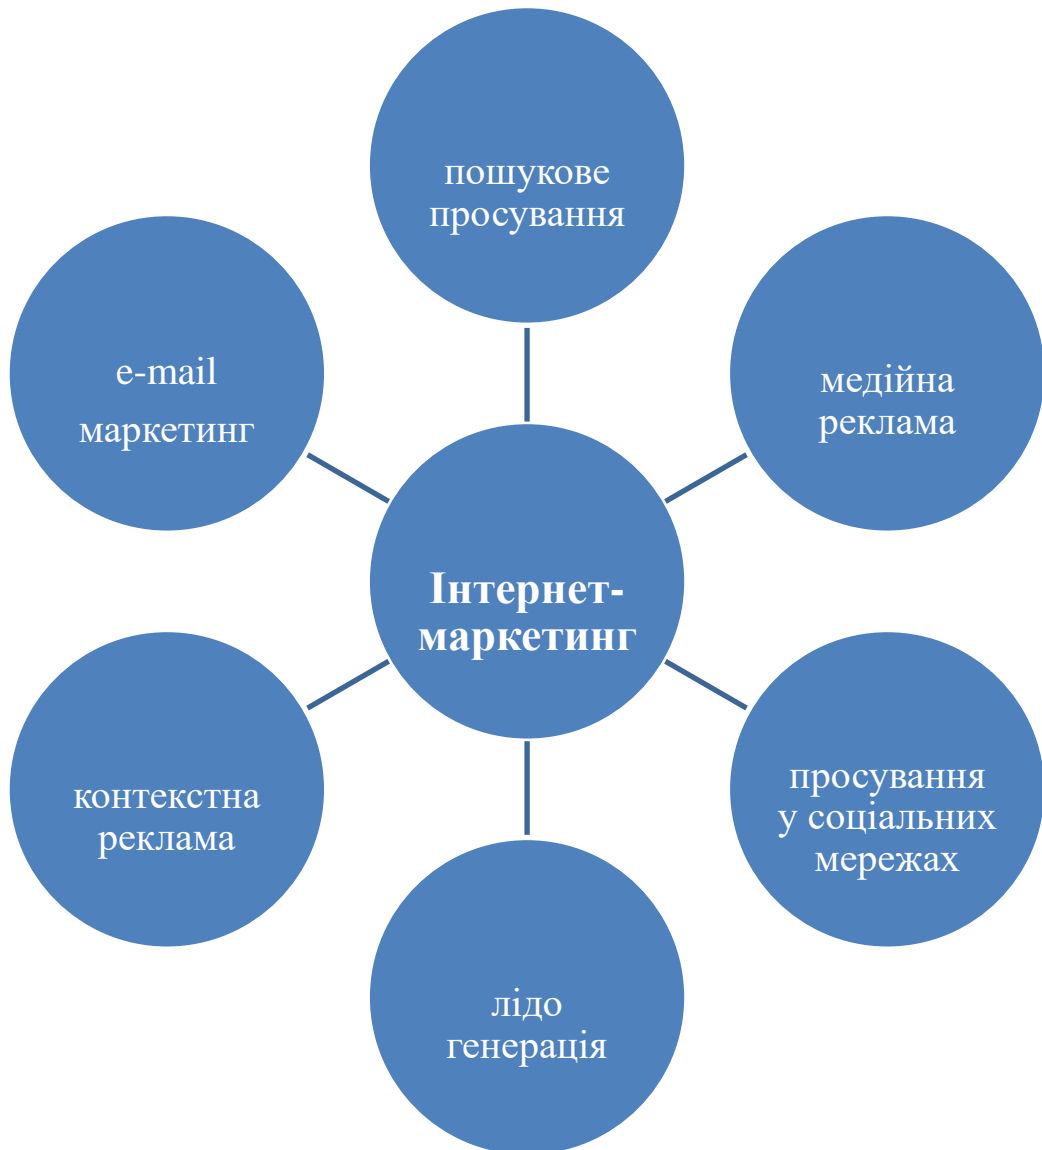 пошукове
просування
медійна
реклама
просування
у соціальних
мережах
лідо
генерація
контекстна
реклама
e-mail
маркетинг
Інтернет-
маркетинг